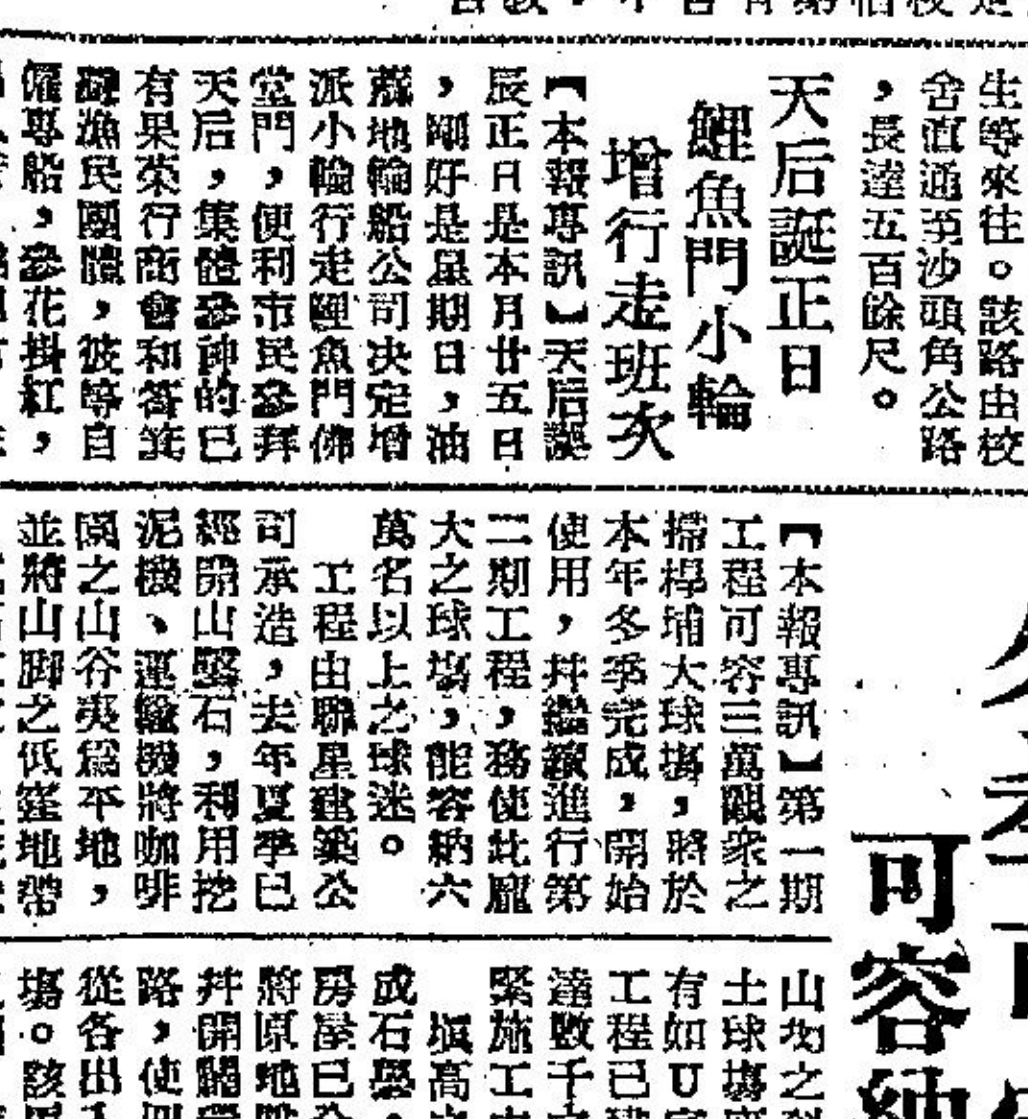 生等來往。該路由校
舍直通至沙頭角公路
，長達五百餘尺。
天后誕正日
鯉魚門小輪
增行走班次
【本報專訊】天后誕
辰正日是本月廿五日
，剛好是星期日，油
蔴地輪船公司決定增
派小輪行走鯉魚門佛
堂門，便利市民參拜
天后，集體參神的已
有果菜行商會和筲箕
灣漁民團體，彼等自
僱專船，參花掛紅，
【本報專訊】第一期
工程可容三萬觀衆之
掃桿埔大球塲，將於
本年冬季完成，開始
使用，幷繼續進行第
二期工程，務使此龐
大之球塲，能容納六
萬名以上之球迷。
工程由聯星建築公
司承造，去年夏季已
經開山鑿石，利用挖
泥機、運輸機將咖啡
園之山谷夷爲平地，
並將山脚之低窪地帶
可容納
山坳之
土球塲
有如U字
工程已
達數千
緊施工
塡高
成石壆，
房屋已
將原地
幷開闢
路，使
從各出
塲。該